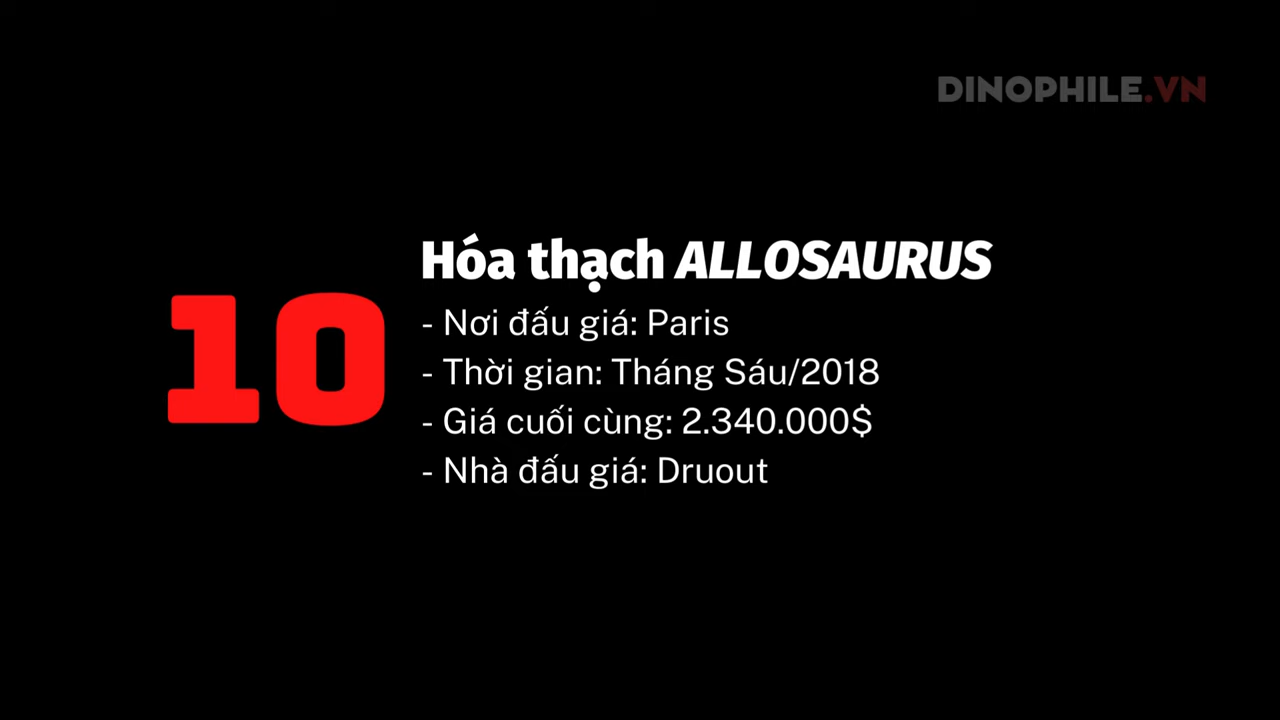 DINOPHILE.VN
10
Hóa thạch ALLOSAURUS
- Nơi đấu giá: Paris
- Thời gian: Tháng Sáu/2018
- Giá cuối cùng: 2.340.000$
- Nhà đấu giá: Druout